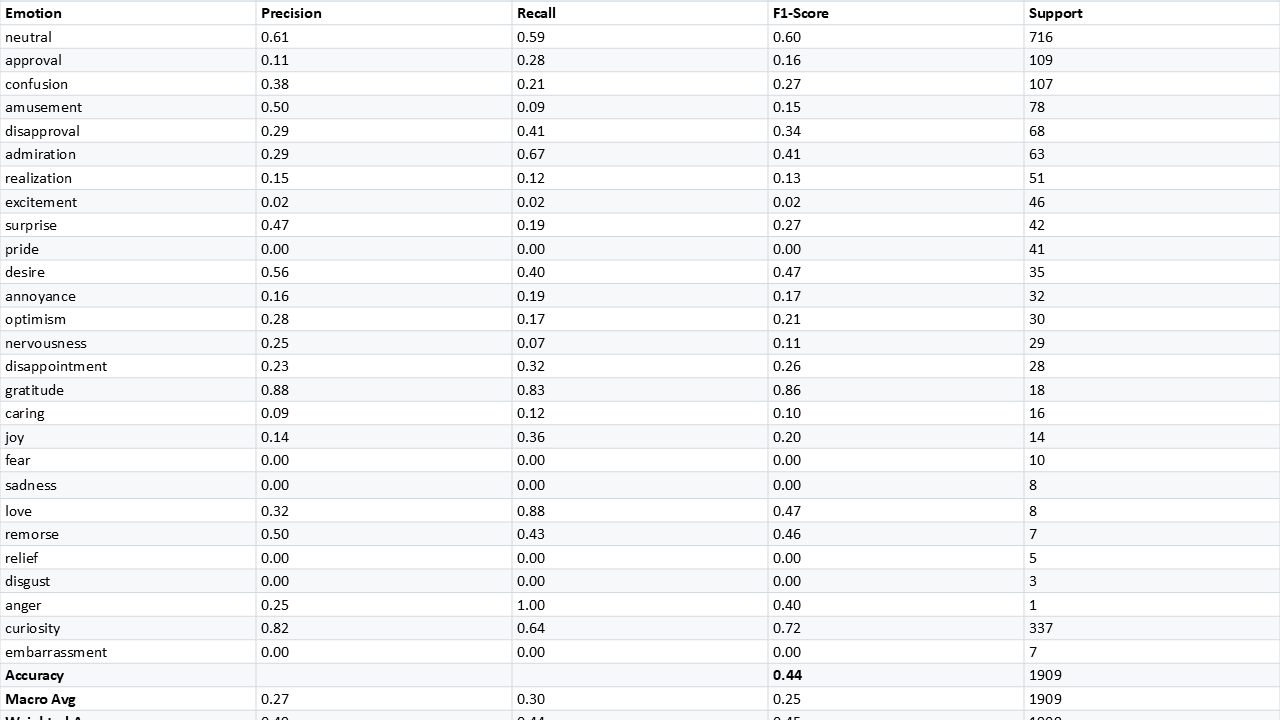 Emotion Precision Recall F1-Score Support
neutral 0.61 0.59 0.60 716
approval 0.11 0.28 0.16 109
confusion 0.38 0.21 0.27 107
amusement 0.50 0.09 0.15 78
disapproval 0.29 0.41 0.34 68
admiration 0.29 0.67 0.41 63
realization 0.15 0.12 0.13 51
excitement 0.02 0.02 0.02 46
surprise 0.47 0.19 0.27 42
pride 0.00 0.00 0.00 41
desire 0.56 0.40 0.47 35
annoyance 0.16 0.19 0.17 32
optimism 0.28 0.17 0.21 30
nervousness 0.25 0.07 0.11 29
disappointment 0.23 0.32 0.26 28
gratitude 0.88 0.83 0.86 18
caring 0.09 0.12 0.10 16
joy 0.14 0.36 0.20 14
fear 0.00 0.00 0.00 10
sadness 0.00 0.00 0.00 8
love 0.32 0.88 0.47 8
remorse 0.50 0.43 0.46 7
relief 0.00 0.00 0.00 5
disgust 0.00 0.00 0.00 3
anger 0.25 1.00 0.40 1
curiosity 0.82 0.64 0.72 337
embarrassment 0.00 0.00 0.00 7
Accuracy 0.44 1909
Macro Avg 0.27 0.30 0.25 1909